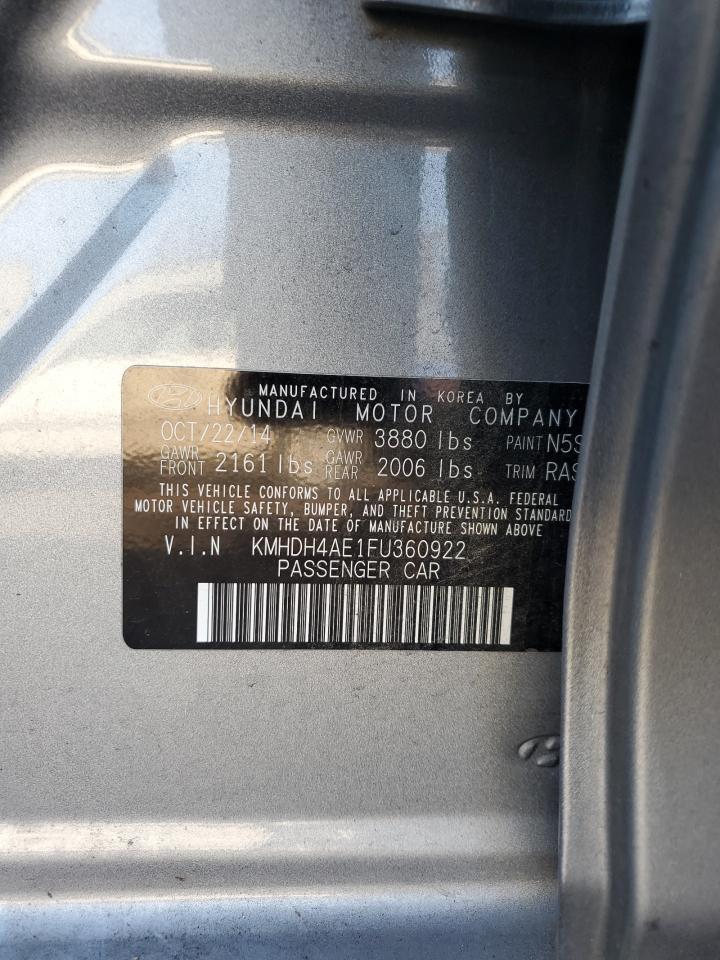 MANUFACTURED IN KOREA BY
HYUNDAI MOTOR COMPANY
OCT/22/14 GVWR 3880 lbs PAINT N5S
GAWR FRONT 2161 lbs GAWR REAR 2006 lbs TRIM RAS
THIS VEHICLE CONFORMS TO ALL APPLICABLE U.S.A. FEDERAL
MOTOR VEHICLE SAFETY, BUMPER, AND THEFT PREVENTION STANDARDS
IN EFFECT ON THE DATE OF MANUFACTURE SHOWN ABOVE
V.I.N KMHDH4AE1FU360922
PASSENGER CAR